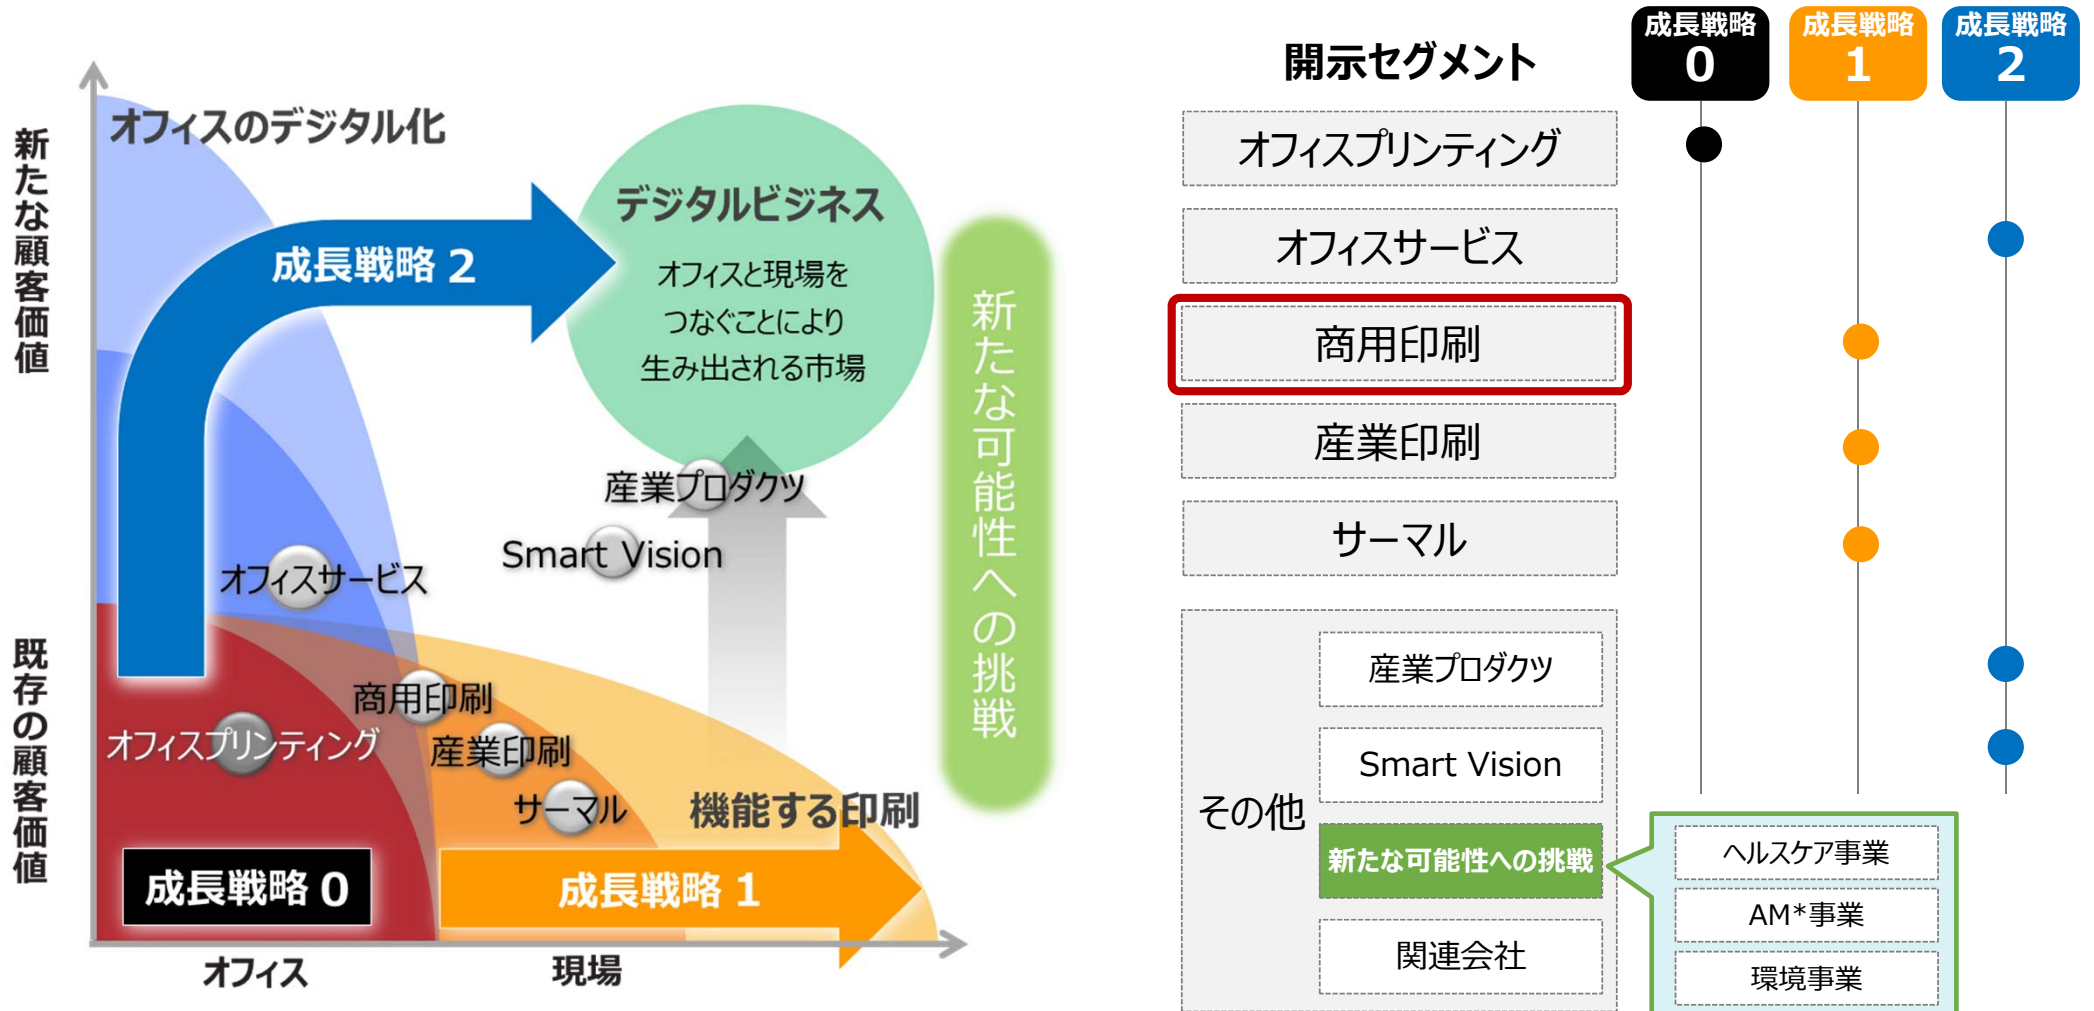 新たな顧客価値
既存の顧客価値
オフィスのデジタル化
成長戦略 2
デジタルビジネス
オフィスと現場を
つなぐことにより
生み出される市場
新たな可能性への挑戦
産業プロダクツ
Smart Vision
オフィスサービス
商用印刷
オフィスプリンティング
産業印刷
サーマル
機能する印刷
成長戦略 0
成長戦略 1
オフィス
現場
開示セグメント
成長戦略
0
成長戦略
1
成長戦略
2
オフィスプリンティング
オフィスサービス
商用印刷
産業印刷
サーマル
その他
産業プロダクツ
Smart Vision
新たな可能性への挑戦
関連会社
ヘルスケア事業
AM*事業
環境事業